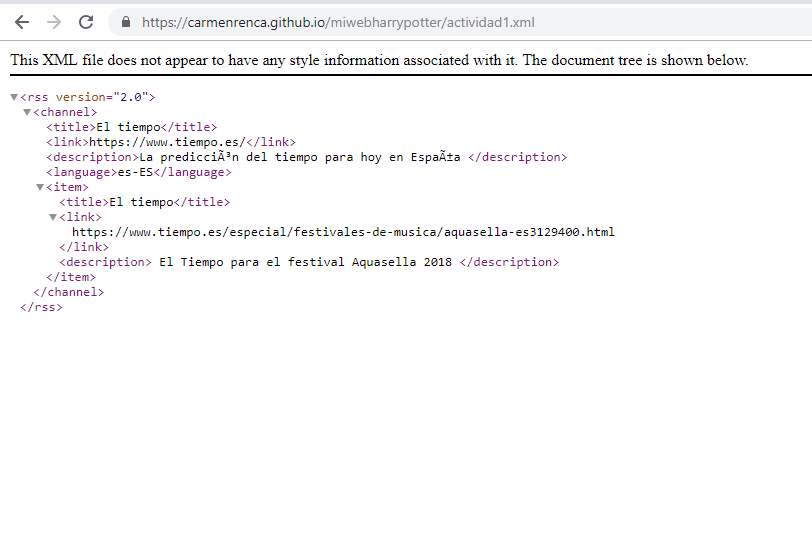 https://carmenrenca.github.io/miwebharrypotter/actividad1.xml
This XML file does not appear to have any style information associated with it. The document tree is shown below.
<rss version="2.0">
<channel>
<title>El tiempo</title>
<link>https://www.tiempo.es/</link>
<description>La predicciÃ³n del tiempo para hoy en EspaÃ±a </description>
<language>es-ES</language>
<item>
<title>El tiempo</title>
<link>
https://www.tiempo.es/especial/festivales-de-musica/aquasella-es3129400.html
</link>
<description> El Tiempo para el festival Aquasella 2018 </description>
</item>
</channel>
</rss>